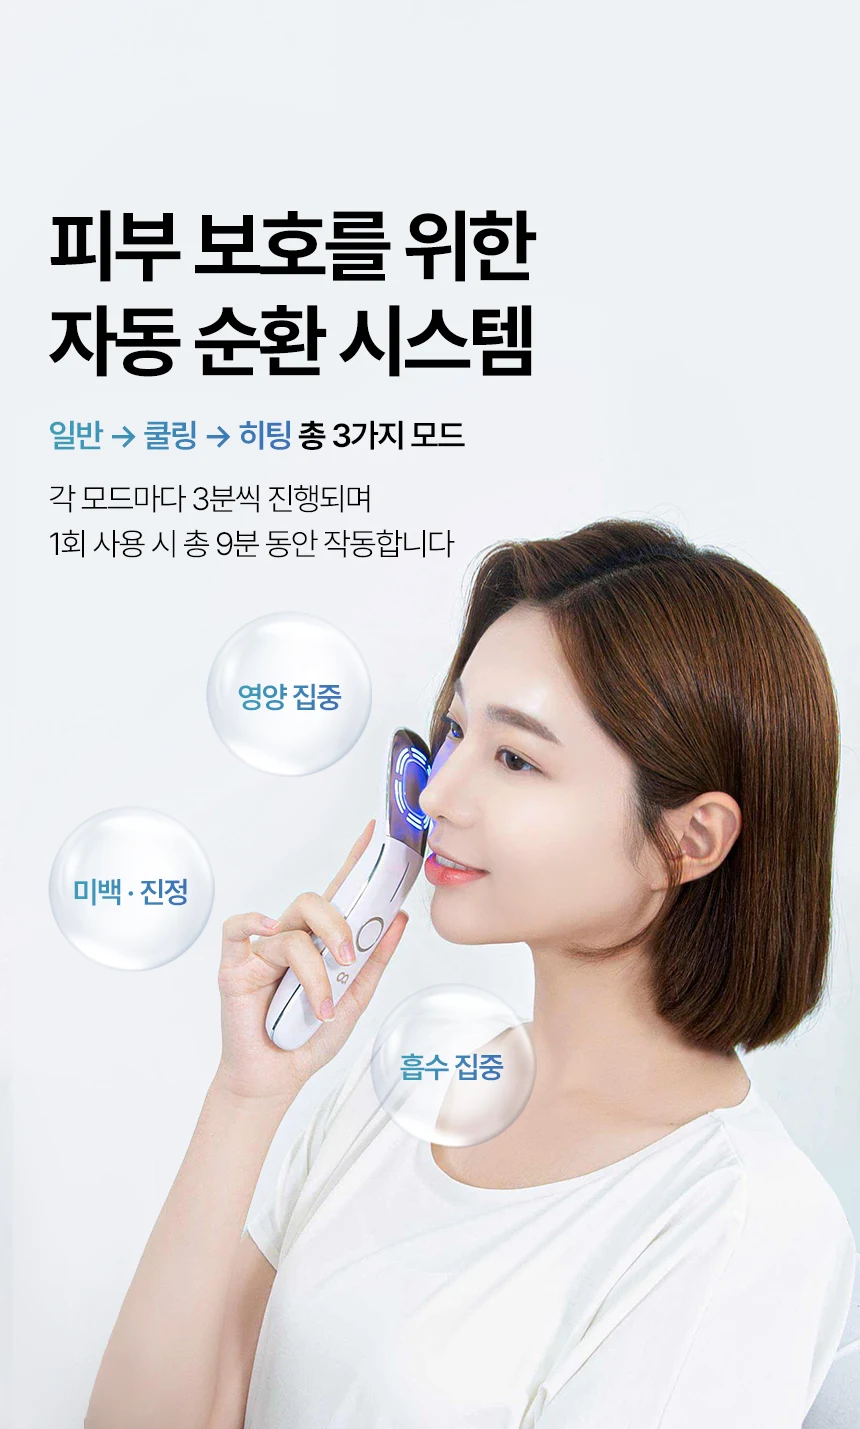 피부 보호를 위한
자동 순환 시스템
일반 → 쿨링 → 히팅 총 3가지 모드
각 모드마다 3분씩 진행되며
1회 사용 시 총 9분 동안 작동합니다
영양 집중
미백 · 진정
흡수 집중